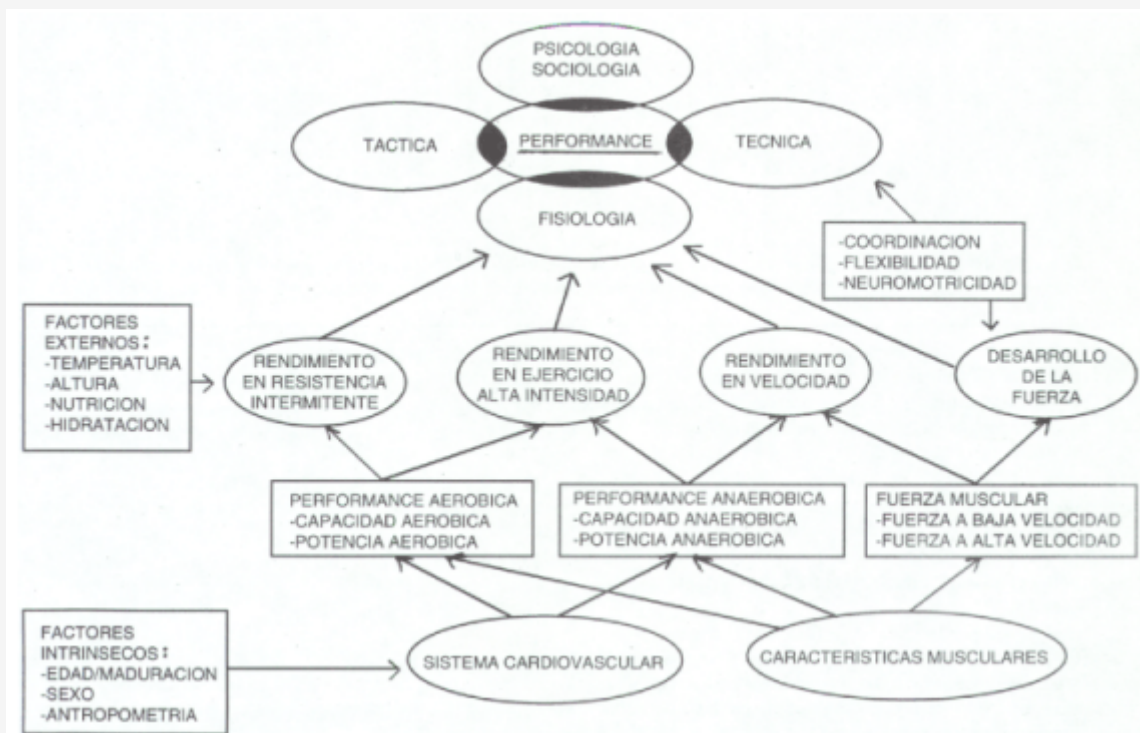 PSICOLOGIA
SOCIOLOGIA
TACTICA
PERFORMANCE
TECNICA
FISIOLOGIA
-COORDINACION
-FLEXIBILIDAD
-NEUROMOTRICIDAD
FACTORES
EXTERNOS:
-TEMPERATURA
-ALTURA
-NUTRICION
-HIDRATACION
RENDIMIENTO
EN RESISTENCIA
INTERMITENTE
RENDIMIENTO
EN EJERCICIO
ALTA INTENSIDAD
RENDIMIENTO
EN VELOCIDAD
DESARROLLO
DE LA
FUERZA
PERFORMANCE AEROBICA
-CAPACIDAD AEROBICA
-POTENCIA AEROBICA
PERFORMANCE ANAEROBICA
-CAPACIDAD ANAEROBICA
-POTENCIA ANAEROBICA
FUERZA MUSCULAR
-FUERZA A BAJA VELOCIDAD
-FUERZA A ALTA VELOCIDAD
FACTORES
INTRINSECOS:
-EDAD/MADURACION
-SEXO
-ANTROPOMETRIA
SISTEMA CARDIOVASCULAR
CARACTERISTICAS MUSCULARES